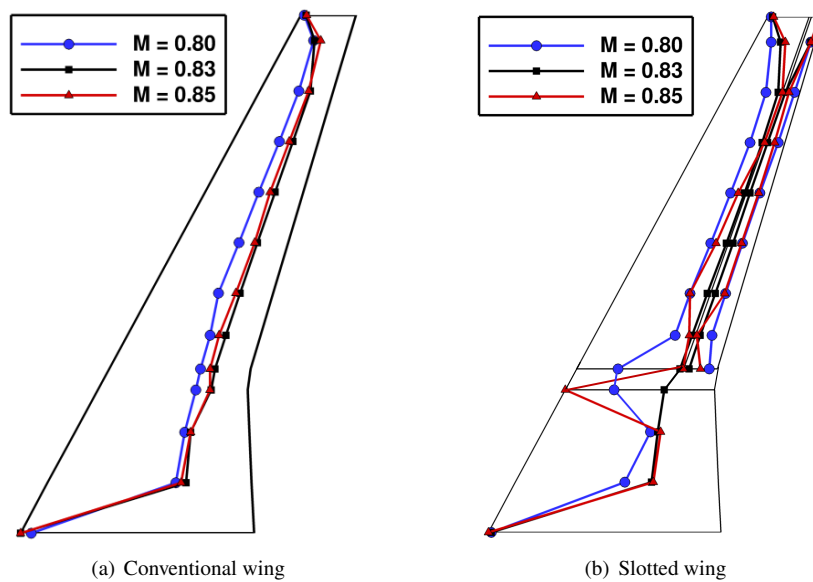 M = 0.80
M = 0.83
M = 0.85
M = 0.80
M = 0.83
M = 0.85
(a) Conventional wing
(b) Slotted wing